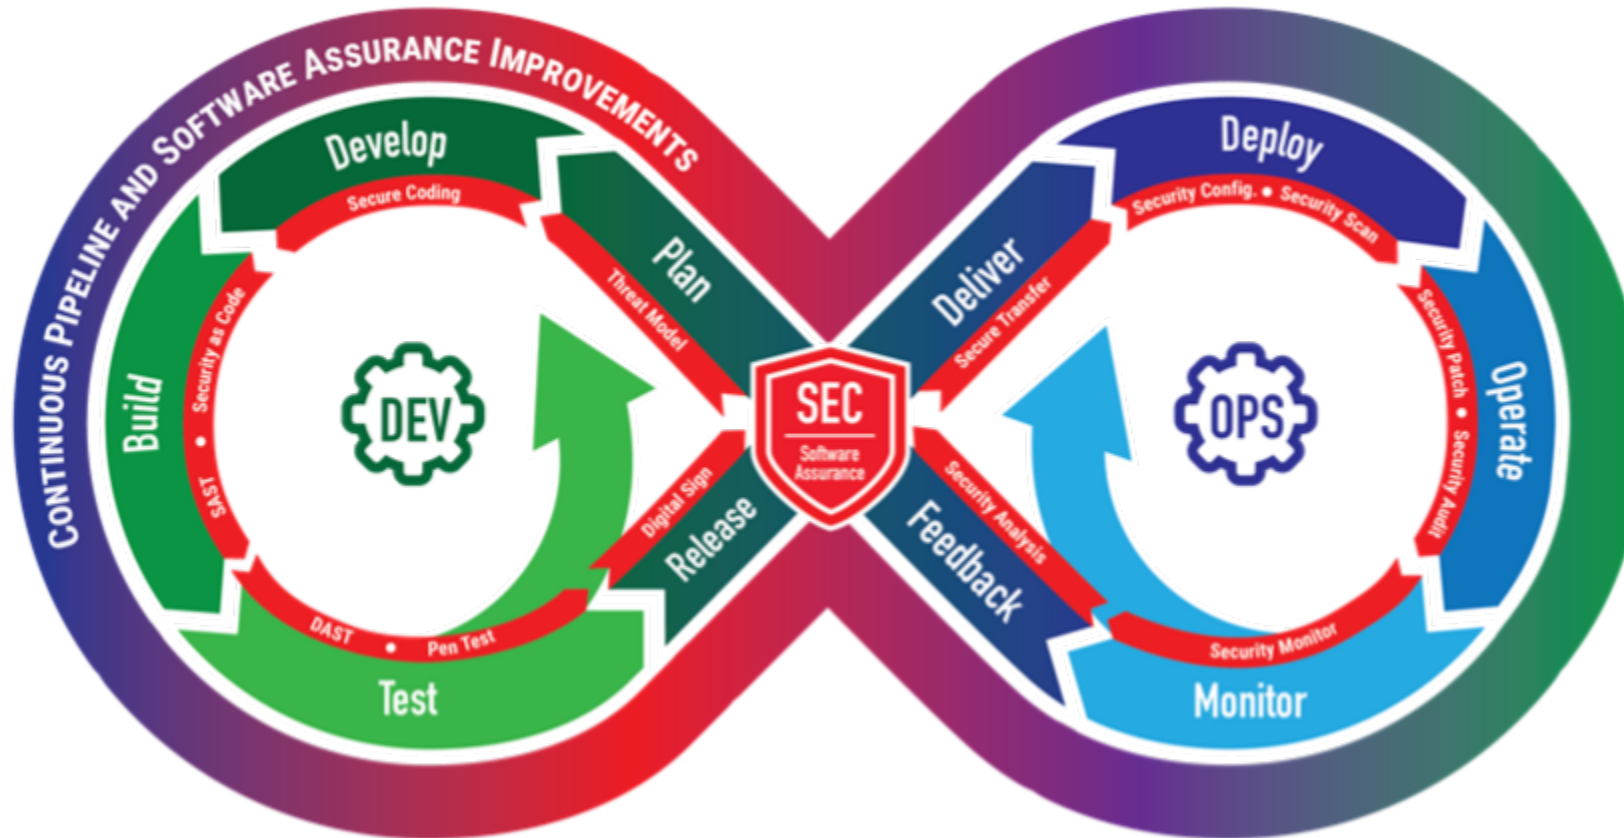 CONTINUOUS PIPELINE AND SOFTWARE ASSURANCE IMPROVEMENTS
Plan
Threat Model
Develop
Secure Coding
Build
Security as Code
SAST
Test
DAST • Pen Test
Release
Digital Sign
DEV
SEC
Software
Assurance
Deliver
Secure Transfer
Deploy
Security Config. • Security Scan
Operate
Security Patch • Security Audit
Monitor
Security Monitor
Feedback
Security Analysis
OPS